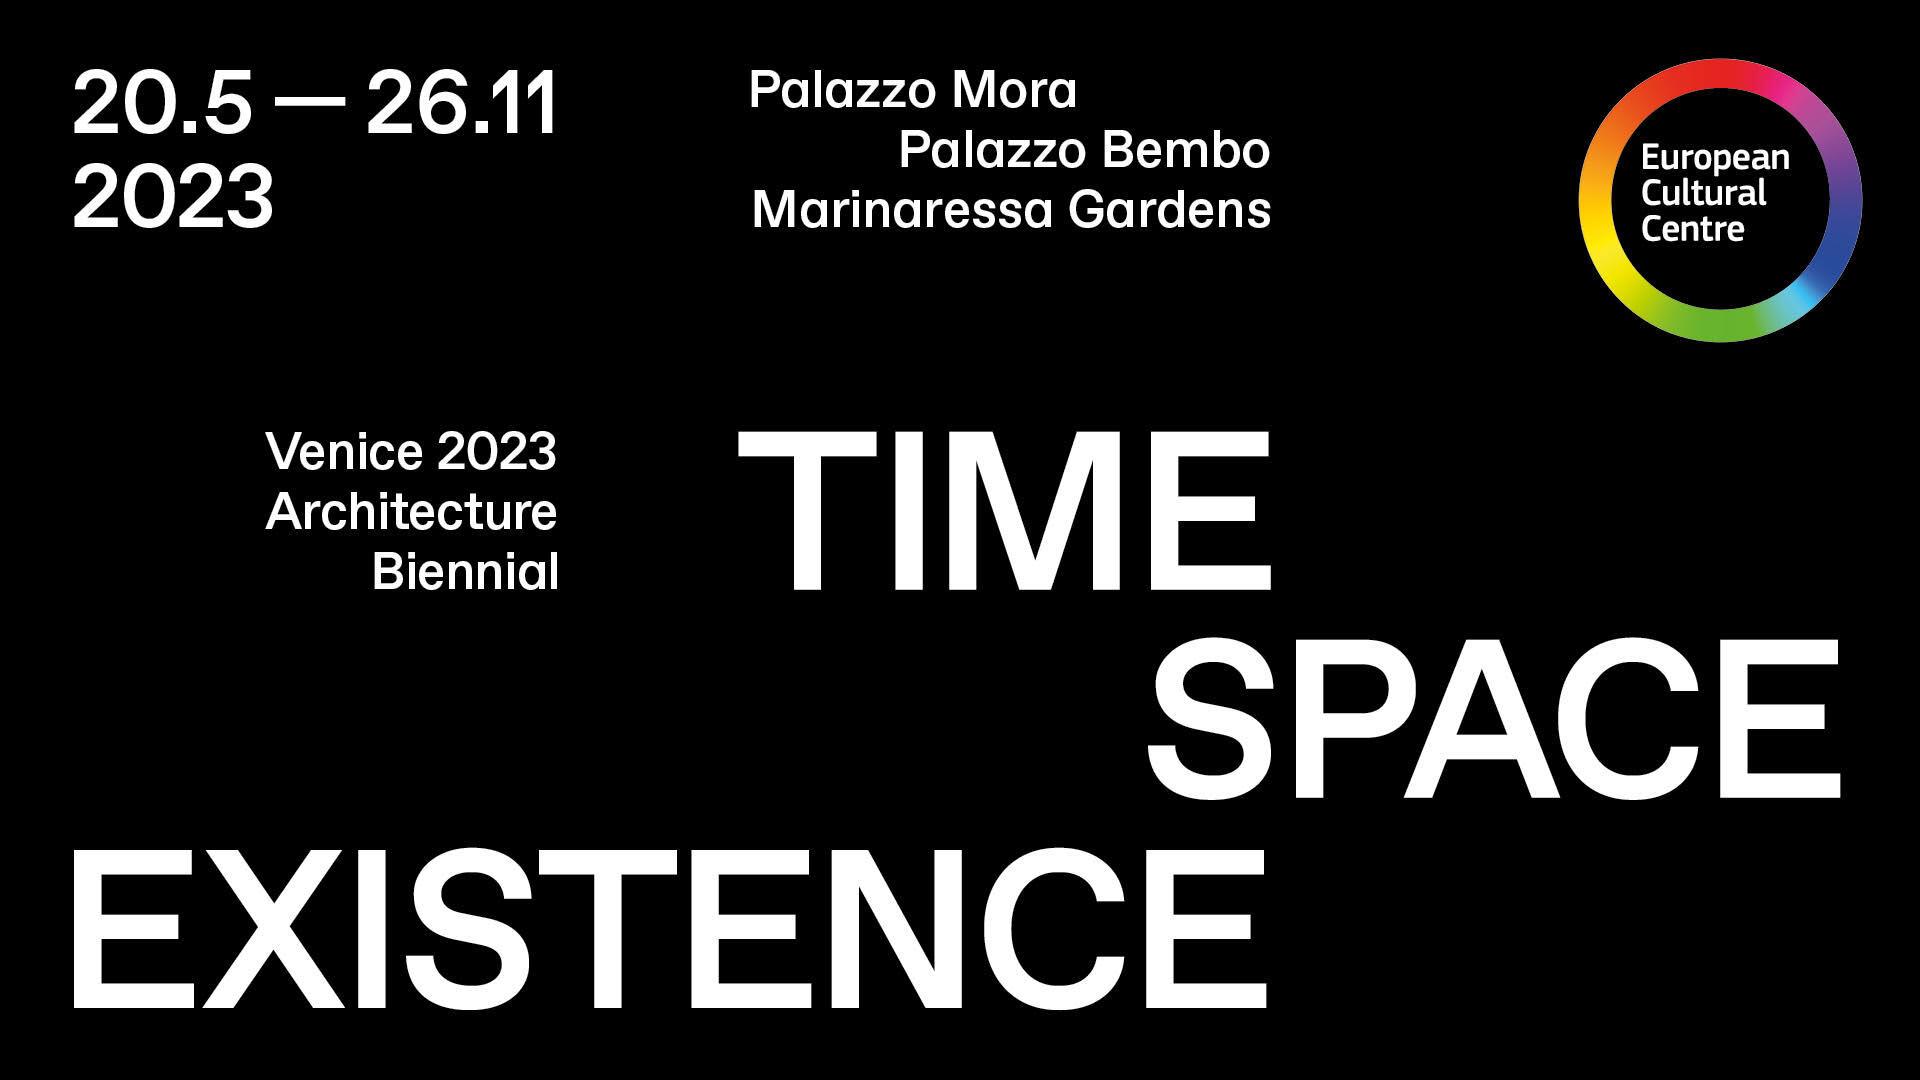 20.5 — 26.11
2023
Palazzo Mora
Palazzo Bembo
Marinaressa Gardens
European
Cultural
Centre
Venice 2023
Architecture
Biennial
TIME
SPACE
EXISTENCE